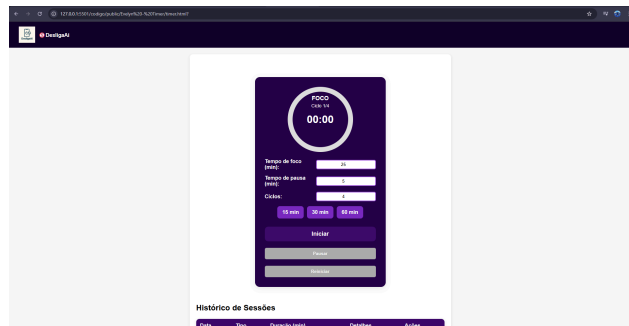 127.0.0.1:5501/codigo/public/Evelyn%20-%20Timer/timer.html?
DesligaAI
FOCO
Ciclo 1/4
00:00
Tempo de foco (min):
25
Tempo de pausa (min):
5
Ciclos:
4
15 min 30 min 60 min
Iniciar
Pausar
Reiniciar
Histórico de Sessões
Data Tipo Duração (min) Detalhes Ações